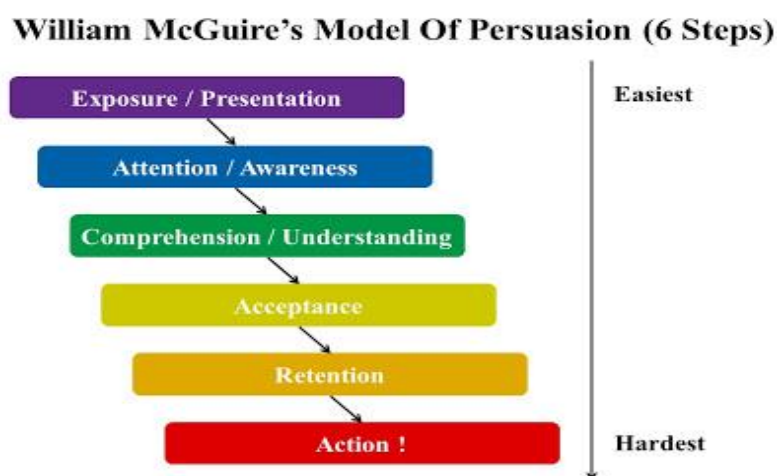 William McGuire's Model Of Persuasion (6 Steps)
Exposure / Presentation
Easiest
Attention / Awareness
Comprehension / Understanding
Acceptance
Retention
Action !
Hardest